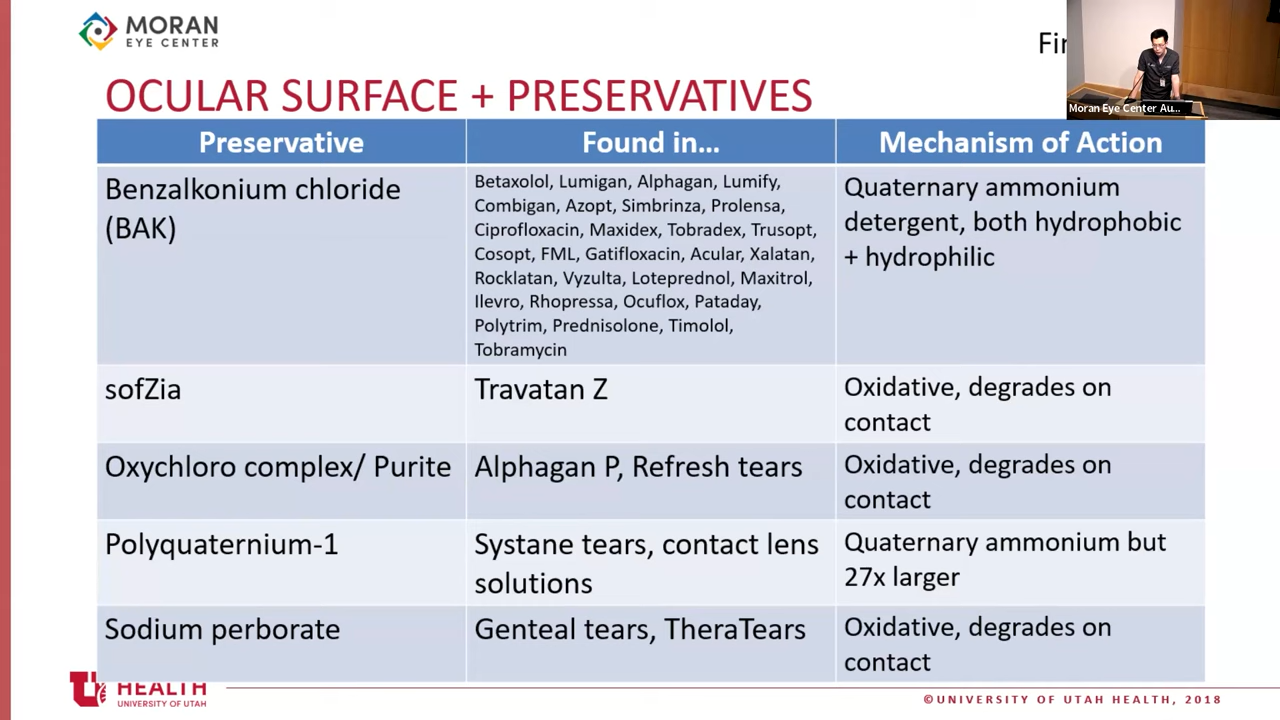 MORAN
EYE CENTER
OCULAR SURFACE + PRESERVATIVES
Moran Eye Center Au...
Preservative
Found in...
Mechanism of Action
Benzalkonium chloride
(BAK)
Betaxolol, Lumigan, Alphagan, Lumify,
Combigan, Azopt, Simbrinza, Prolensa,
Ciprofloxacin, Maxidex, Tobradex, Trusopt,
Cosopt, FML, Gatifloxacin, Acular, Xalatan,
Rocklatan, Vyzulta, Loteprednol, Maxitrol,
Ilevro, Rhopressa, Ocuflox, Pataday,
Polytrim, Prednisolone, Timolol,
Tobramycin
Quaternary ammonium
detergent, both hydrophobic
+ hydrophilic
sofZia
Travatan Z
Oxidative, degrades on
contact
Oxychloro complex/ Purite
Alphagan P, Refresh tears
Oxidative, degrades on
contact
Polyquaternium-1
Systane tears, contact lens
solutions
Quaternary ammonium but
27x larger
Sodium perborate
Genteal tears, TheraTears
Oxidative, degrades on
contact
U HEALTH
UNIVERSITY OF UTAH
©UNIVERSITY OF UTAH HEALTH, 2018